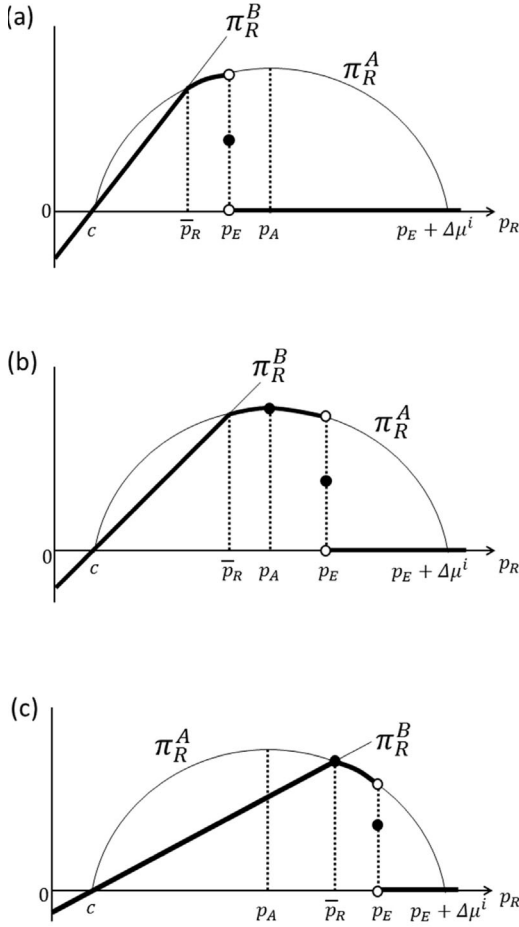 (a)
π_R^B
π_R^A
0
c p̅_R p_E p_A p_E + Δμ^i p_R
(b)
π_R^B
π_R^A
0
c p̅_R p_A p_E p_E + Δμ^i p_R
(c)
π_R^A π_R^B
0
c p_A p̅_R p_E p_E + Δμ^i p_R